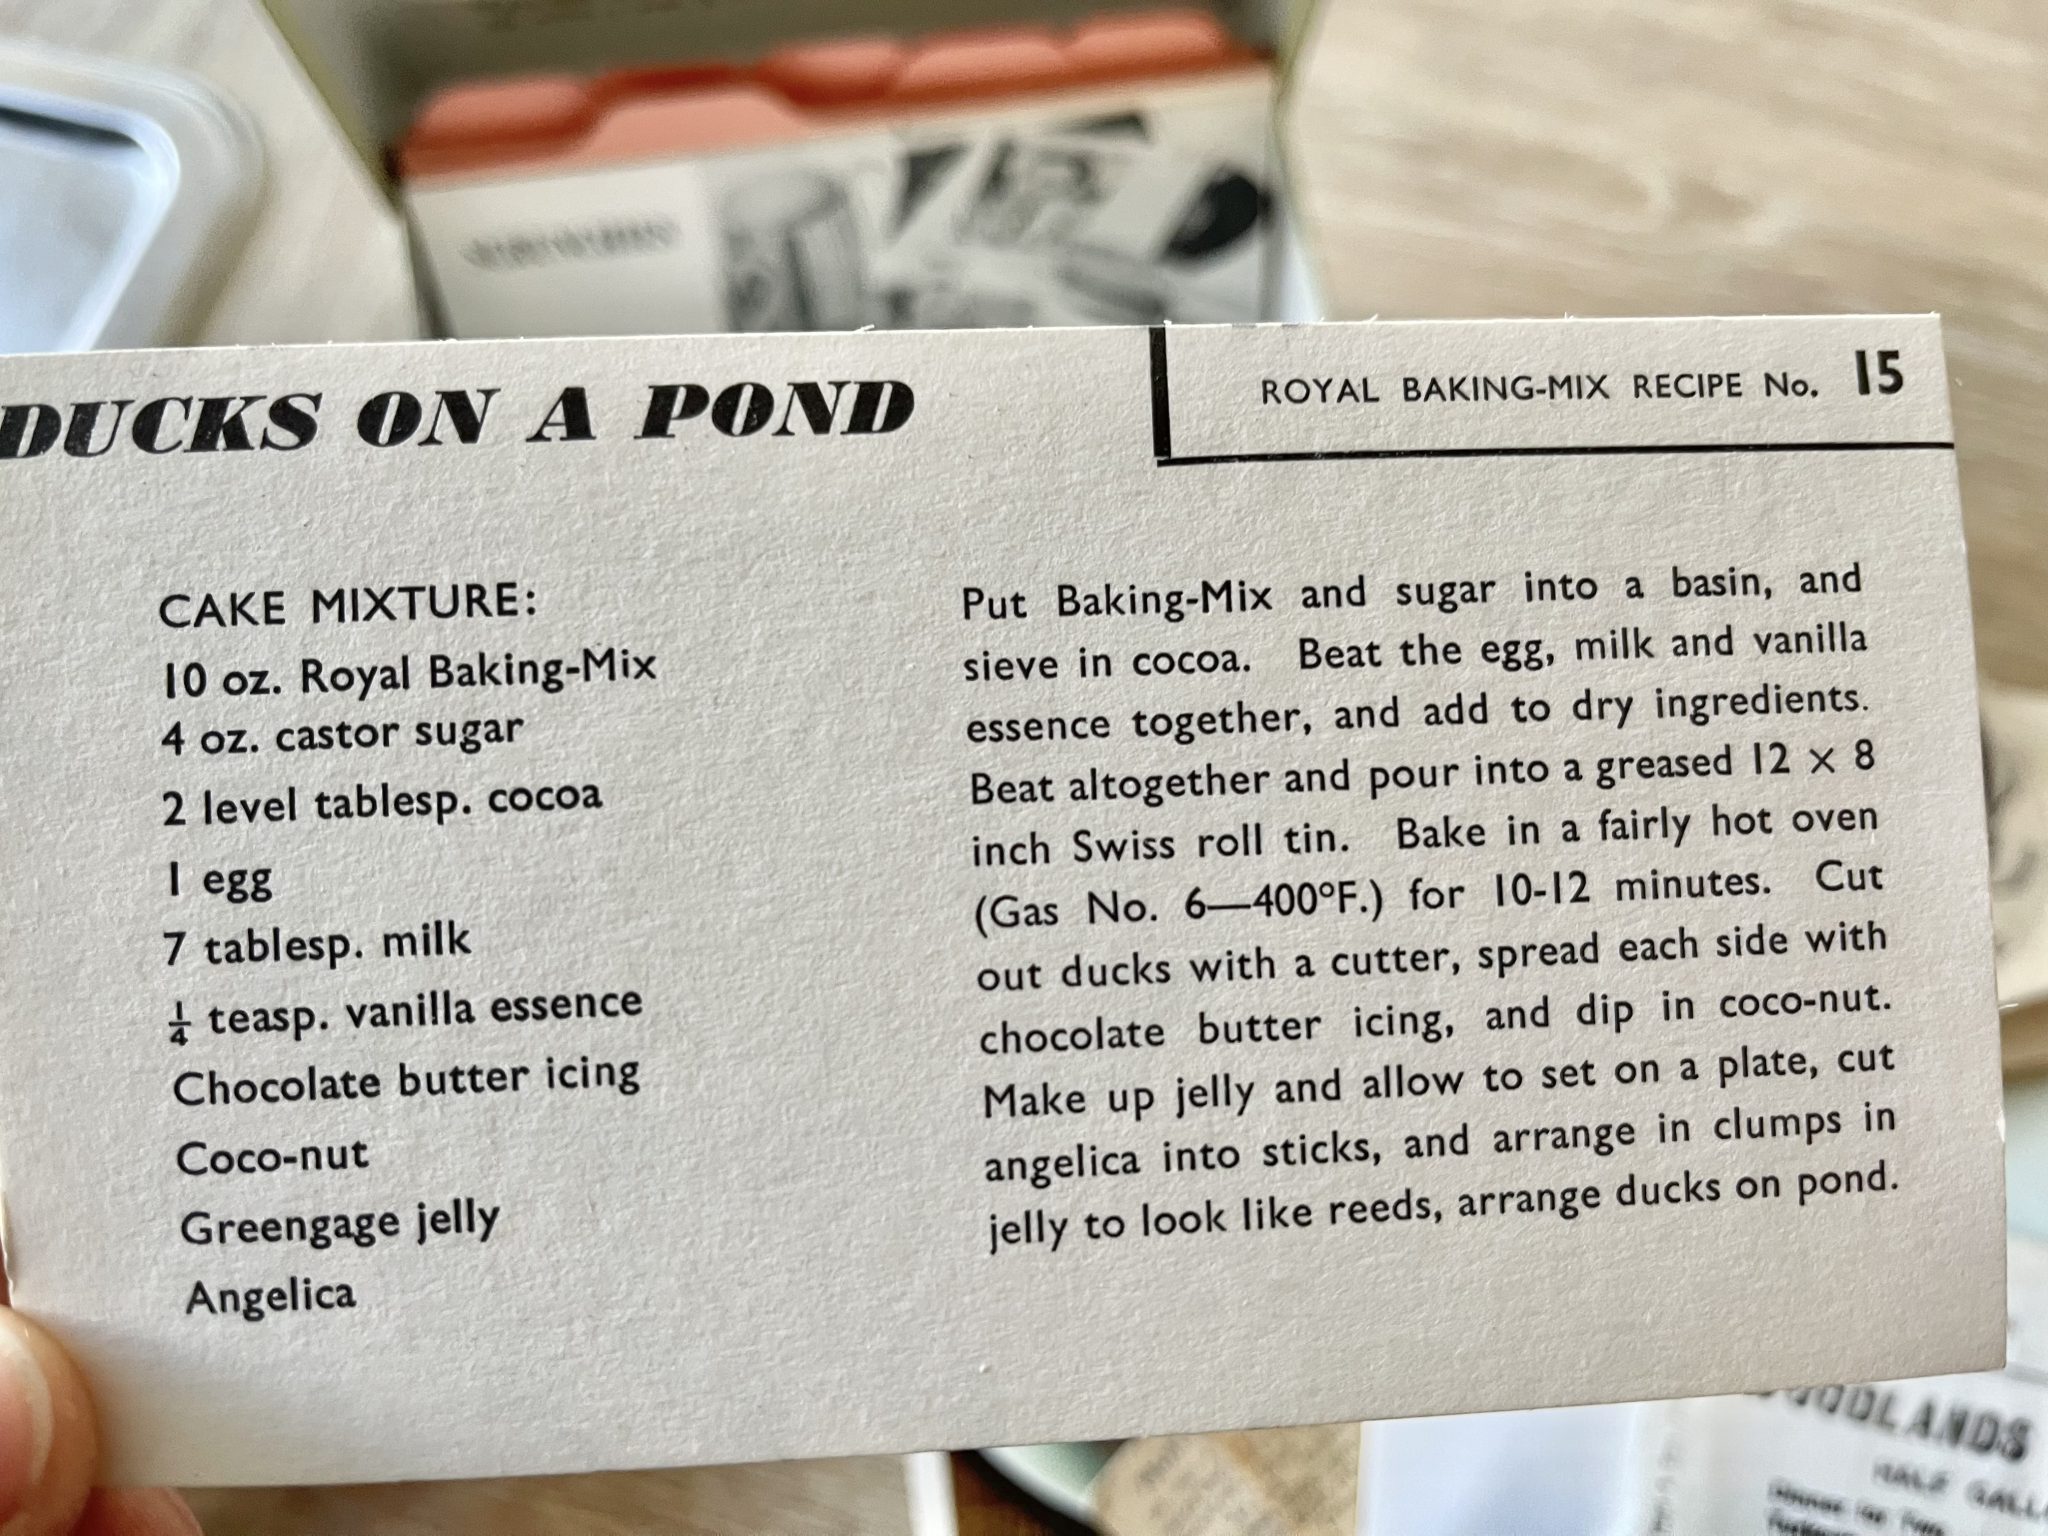 DUCKS ON A POND
ROYAL BAKING-MIX RECIPE No. 15
CAKE MIXTURE:
10 oz. Royal Baking-Mix
4 oz. castor sugar
2 level tablesp. cocoa
1 egg
7 tablesp. milk
¼ teasp. vanilla essence
Chocolate butter icing
Coco-nut
Greengage jelly
Angelica
Put Baking-Mix and sugar into a basin, and
sieve in cocoa. Beat the egg, milk and vanilla
essence together, and add to dry ingredients.
Beat altogether and pour into a greased 12 × 8
inch Swiss roll tin. Bake in a fairly hot oven
(Gas No. 6—400°F.) for 10-12 minutes. Cut
out ducks with a cutter, spread each side with
chocolate butter icing, and dip in coco-nut.
Make up jelly and allow to set on a plate, cut
angelica into sticks, and arrange in clumps in
jelly to look like reeds, arrange ducks on pond.
HALF